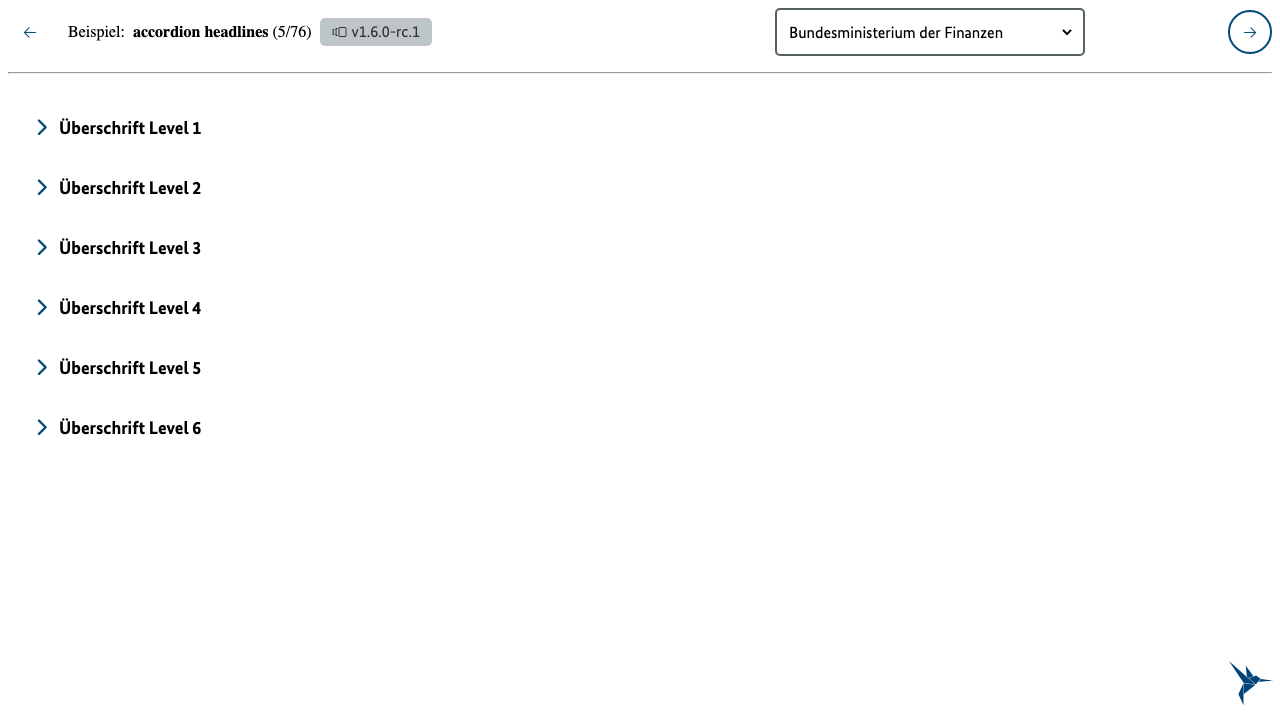 Beispiel: accordion headlines (5/76) v1.6.0-rc.1 Bundesministerium der Finanzen
Überschrift Level 1
Überschrift Level 2
Überschrift Level 3
Überschrift Level 4
Überschrift Level 5
Überschrift Level 6